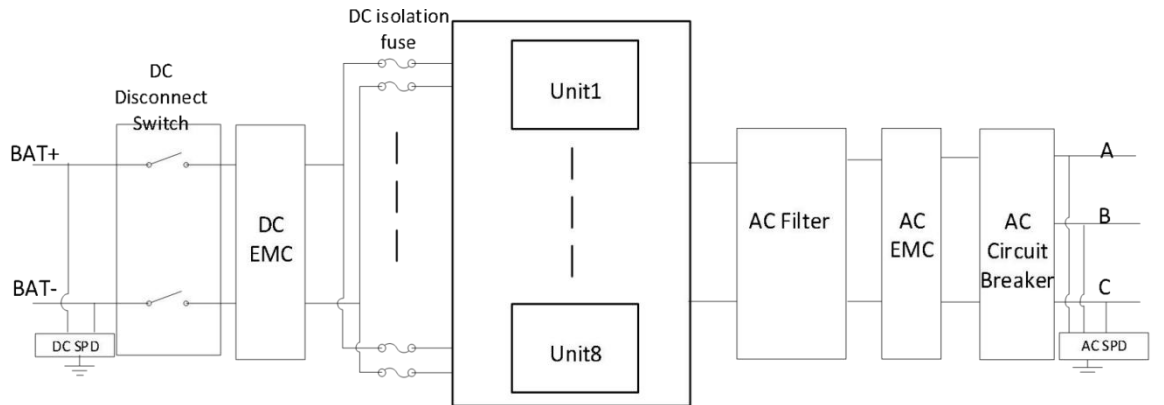 DC isolation
fuse
DC
Disconnect
Switch
Unit1
BAT+
A
B
DC
EMC
AC Filter
AC
EMC
AC
Circuit
Breaker
BAT-
C
DC SPD
Unit8
AC SPD